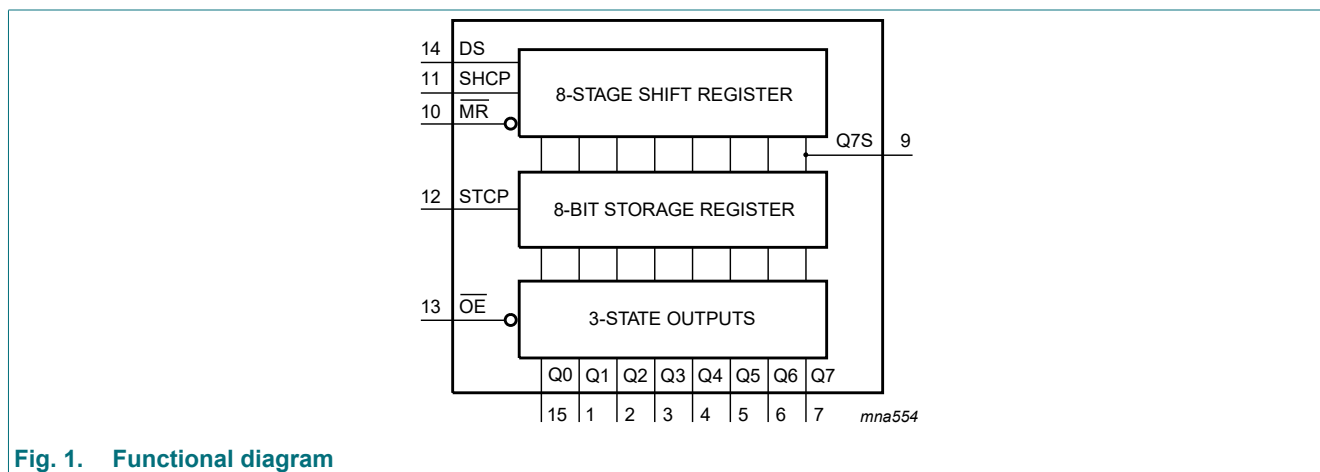 14 DS
11 SHCP
8-STAGE SHIFT REGISTER
10 MR
Q7S 9
12 STCP
8-BIT STORAGE REGISTER
13 OE
3-STATE OUTPUTS
Q0 Q1 Q2 Q3 Q4 Q5 Q6 Q7
15 1 2 3 4 5 6 7 mna554
Fig. 1. Functional diagram